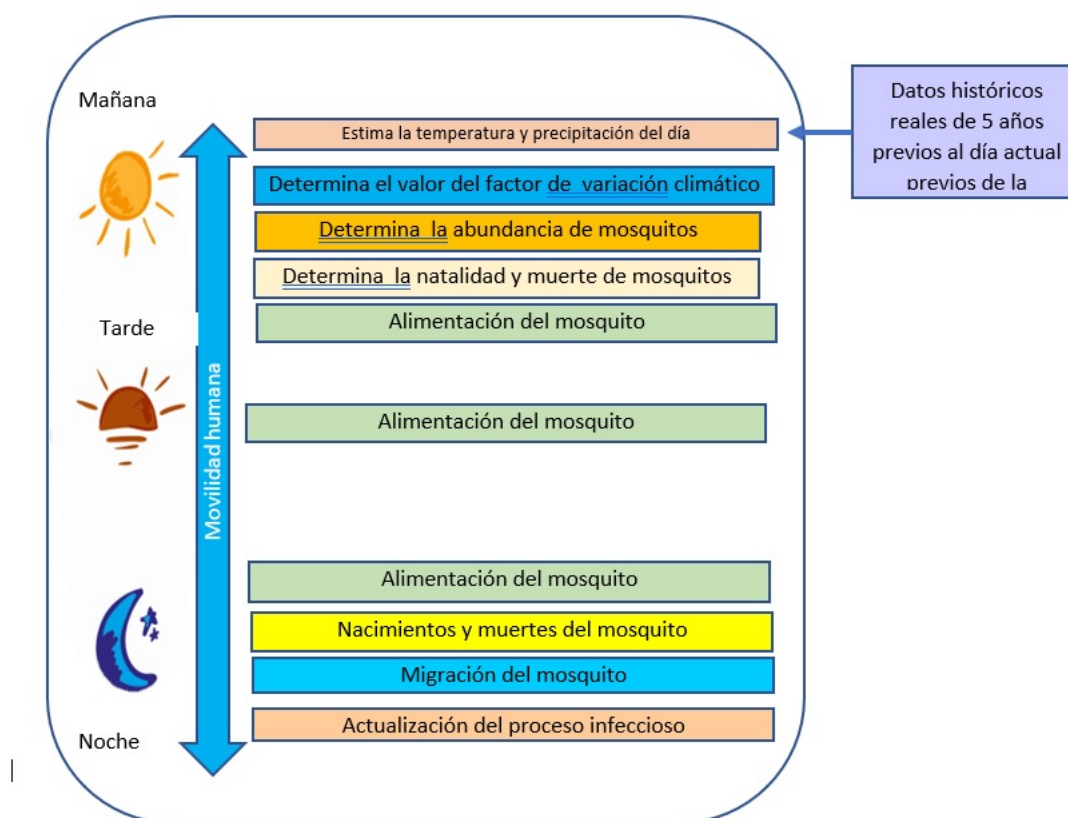 Mañana
Estima la temperatura y precipitación del día
Datos históricos
reales de 5 años
previos al día actual
previos de la
Determina el valor del factor de variación climático
Determina la abundancia de mosquitos
Determina la natalidad y muerte de mosquitos
Tarde
Alimentación del mosquito
Movilidad humana
Alimentación del mosquito
Alimentación del mosquito
Nacimientos y muertes del mosquito
Migración del mosquito
Actualización del proceso infeccioso
Noche